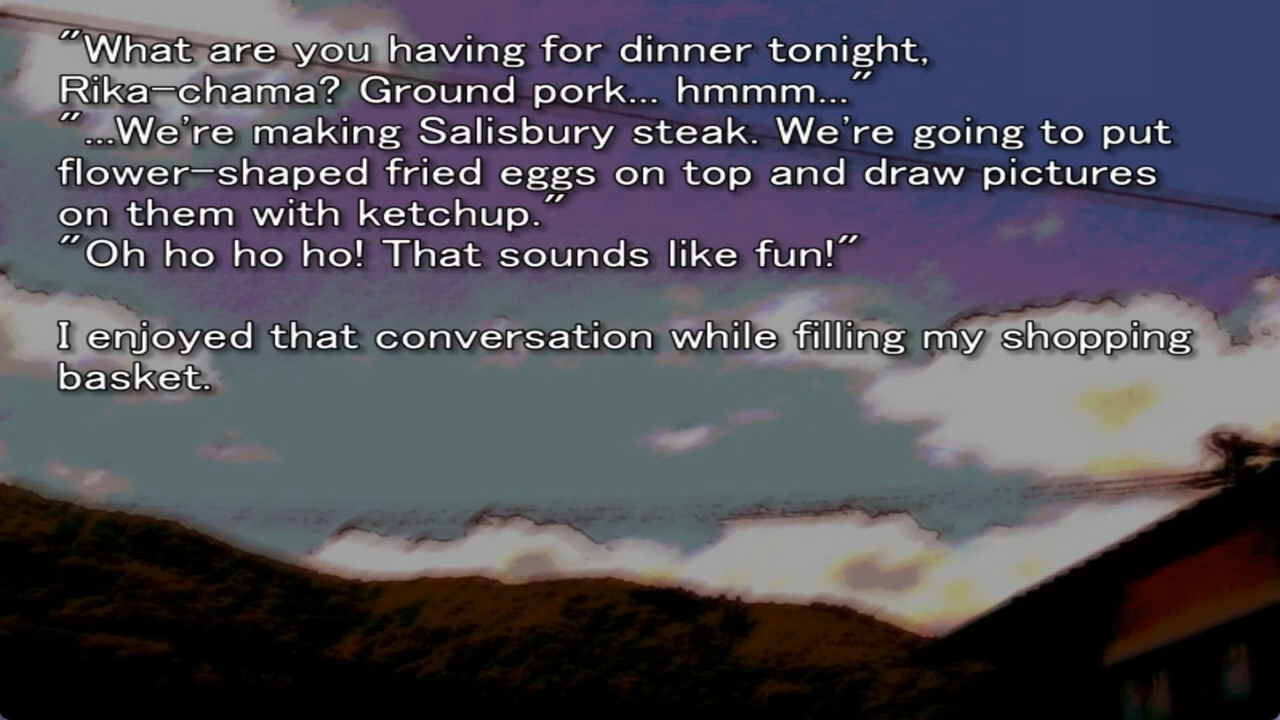 "What are you having for dinner tonight,
Rika-chama? Ground pork... hmmm..."
"...We're making Salisbury steak. We're going to put
flower-shaped fried eggs on top and draw pictures
on them with ketchup."
"Oh ho ho ho! That sounds like fun!"
I enjoyed that conversation while filling my shopping
basket.